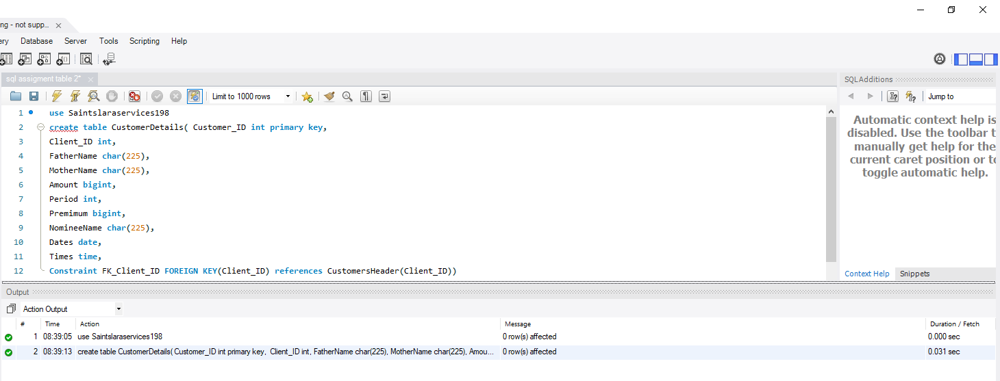 ng - not supp...
ery Database Server Tools Scripting Help
sql assigment table 2*
SQLAdditions
Limit to 1000 rows
Jump to
1 use Saintslaraservices198
2 create table CustomerDetails( Customer_ID int primary key,
3 Client_ID int,
4 FatherName char(225),
5 MotherName char(225),
6 Amount bigint,
7 Period int,
8 Premimum bigint,
9 NomineeName char(225),
10 Dates date,
11 Times time,
12 Constraint FK_Client_ID FOREIGN KEY(Client_ID) references CustomersHeader(Client_ID))
Automatic context help is
disabled. Use the toolbar t
manually get help for the
current caret position or to
toggle automatic help.
Context Help Snippets
Output
Action Output
# Time Action Message Duration / Fetch
1 08:39:05 use Saintslaraservices198 0 row(s) affected 0.000 sec
2 08:39:13 create table CustomerDetails( Customer_ID int primary key, Client_ID int, FatherName char(225), MotherName char(225), Amou... 0 row(s) affected 0.031 sec